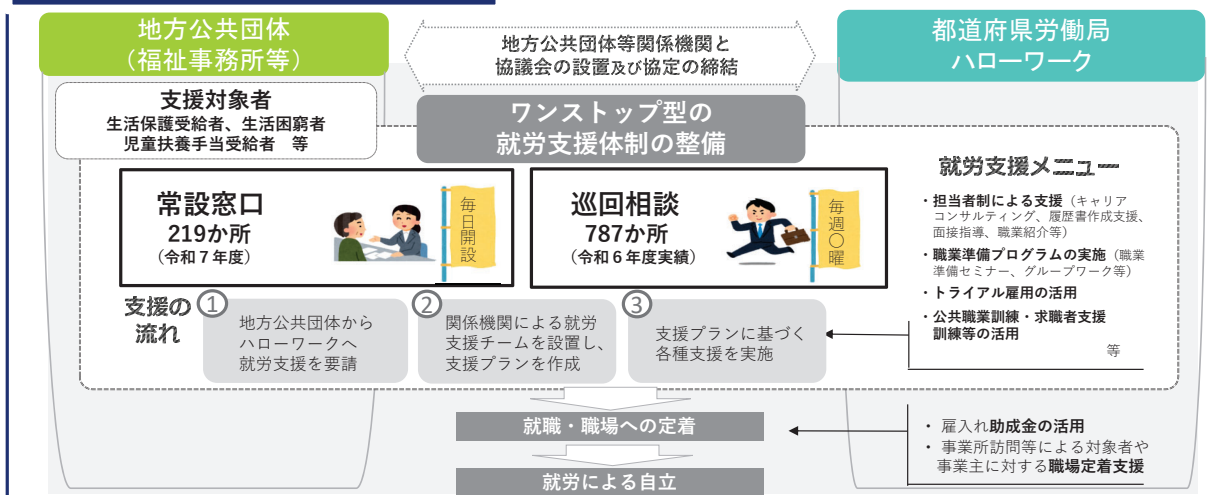 地方公共団体
（福祉事務所等）
地方公共団体等関係機関と
協議会の設置及び協定の締結
都道府県労働局
ハローワーク
支援対象者
生活保護受給者、生活困窮者
児童扶養手当受給者　等
ワンストップ型の
就労支援体制の整備
常設窓口
219か所
（令和７年度）
毎日開設
巡回相談
787か所
（令和６年度実績）
毎週〇曜
就労支援メニュー
・担当者制による支援（キャリア
コンサルティング、履歴書作成支援、
面接指導、職業紹介等）
・職業準備プログラムの実施（職業
準備セミナー、グループワーク等）
・トライアル雇用の活用
・公共職業訓練・求職者支援
訓練等の活用
等
支援の
流れ
①
地方公共団体から
ハローワークへ
就労支援を要請
②
関係機関による就労
支援チームを設置し、
支援プランを作成
③
支援プランに基づく
各種支援を実施
就職・職場への定着
・ 雇入れ助成金の活用
・ 事業所訪問等による対象者や
事業主に対する職場定着支援
就労による自立